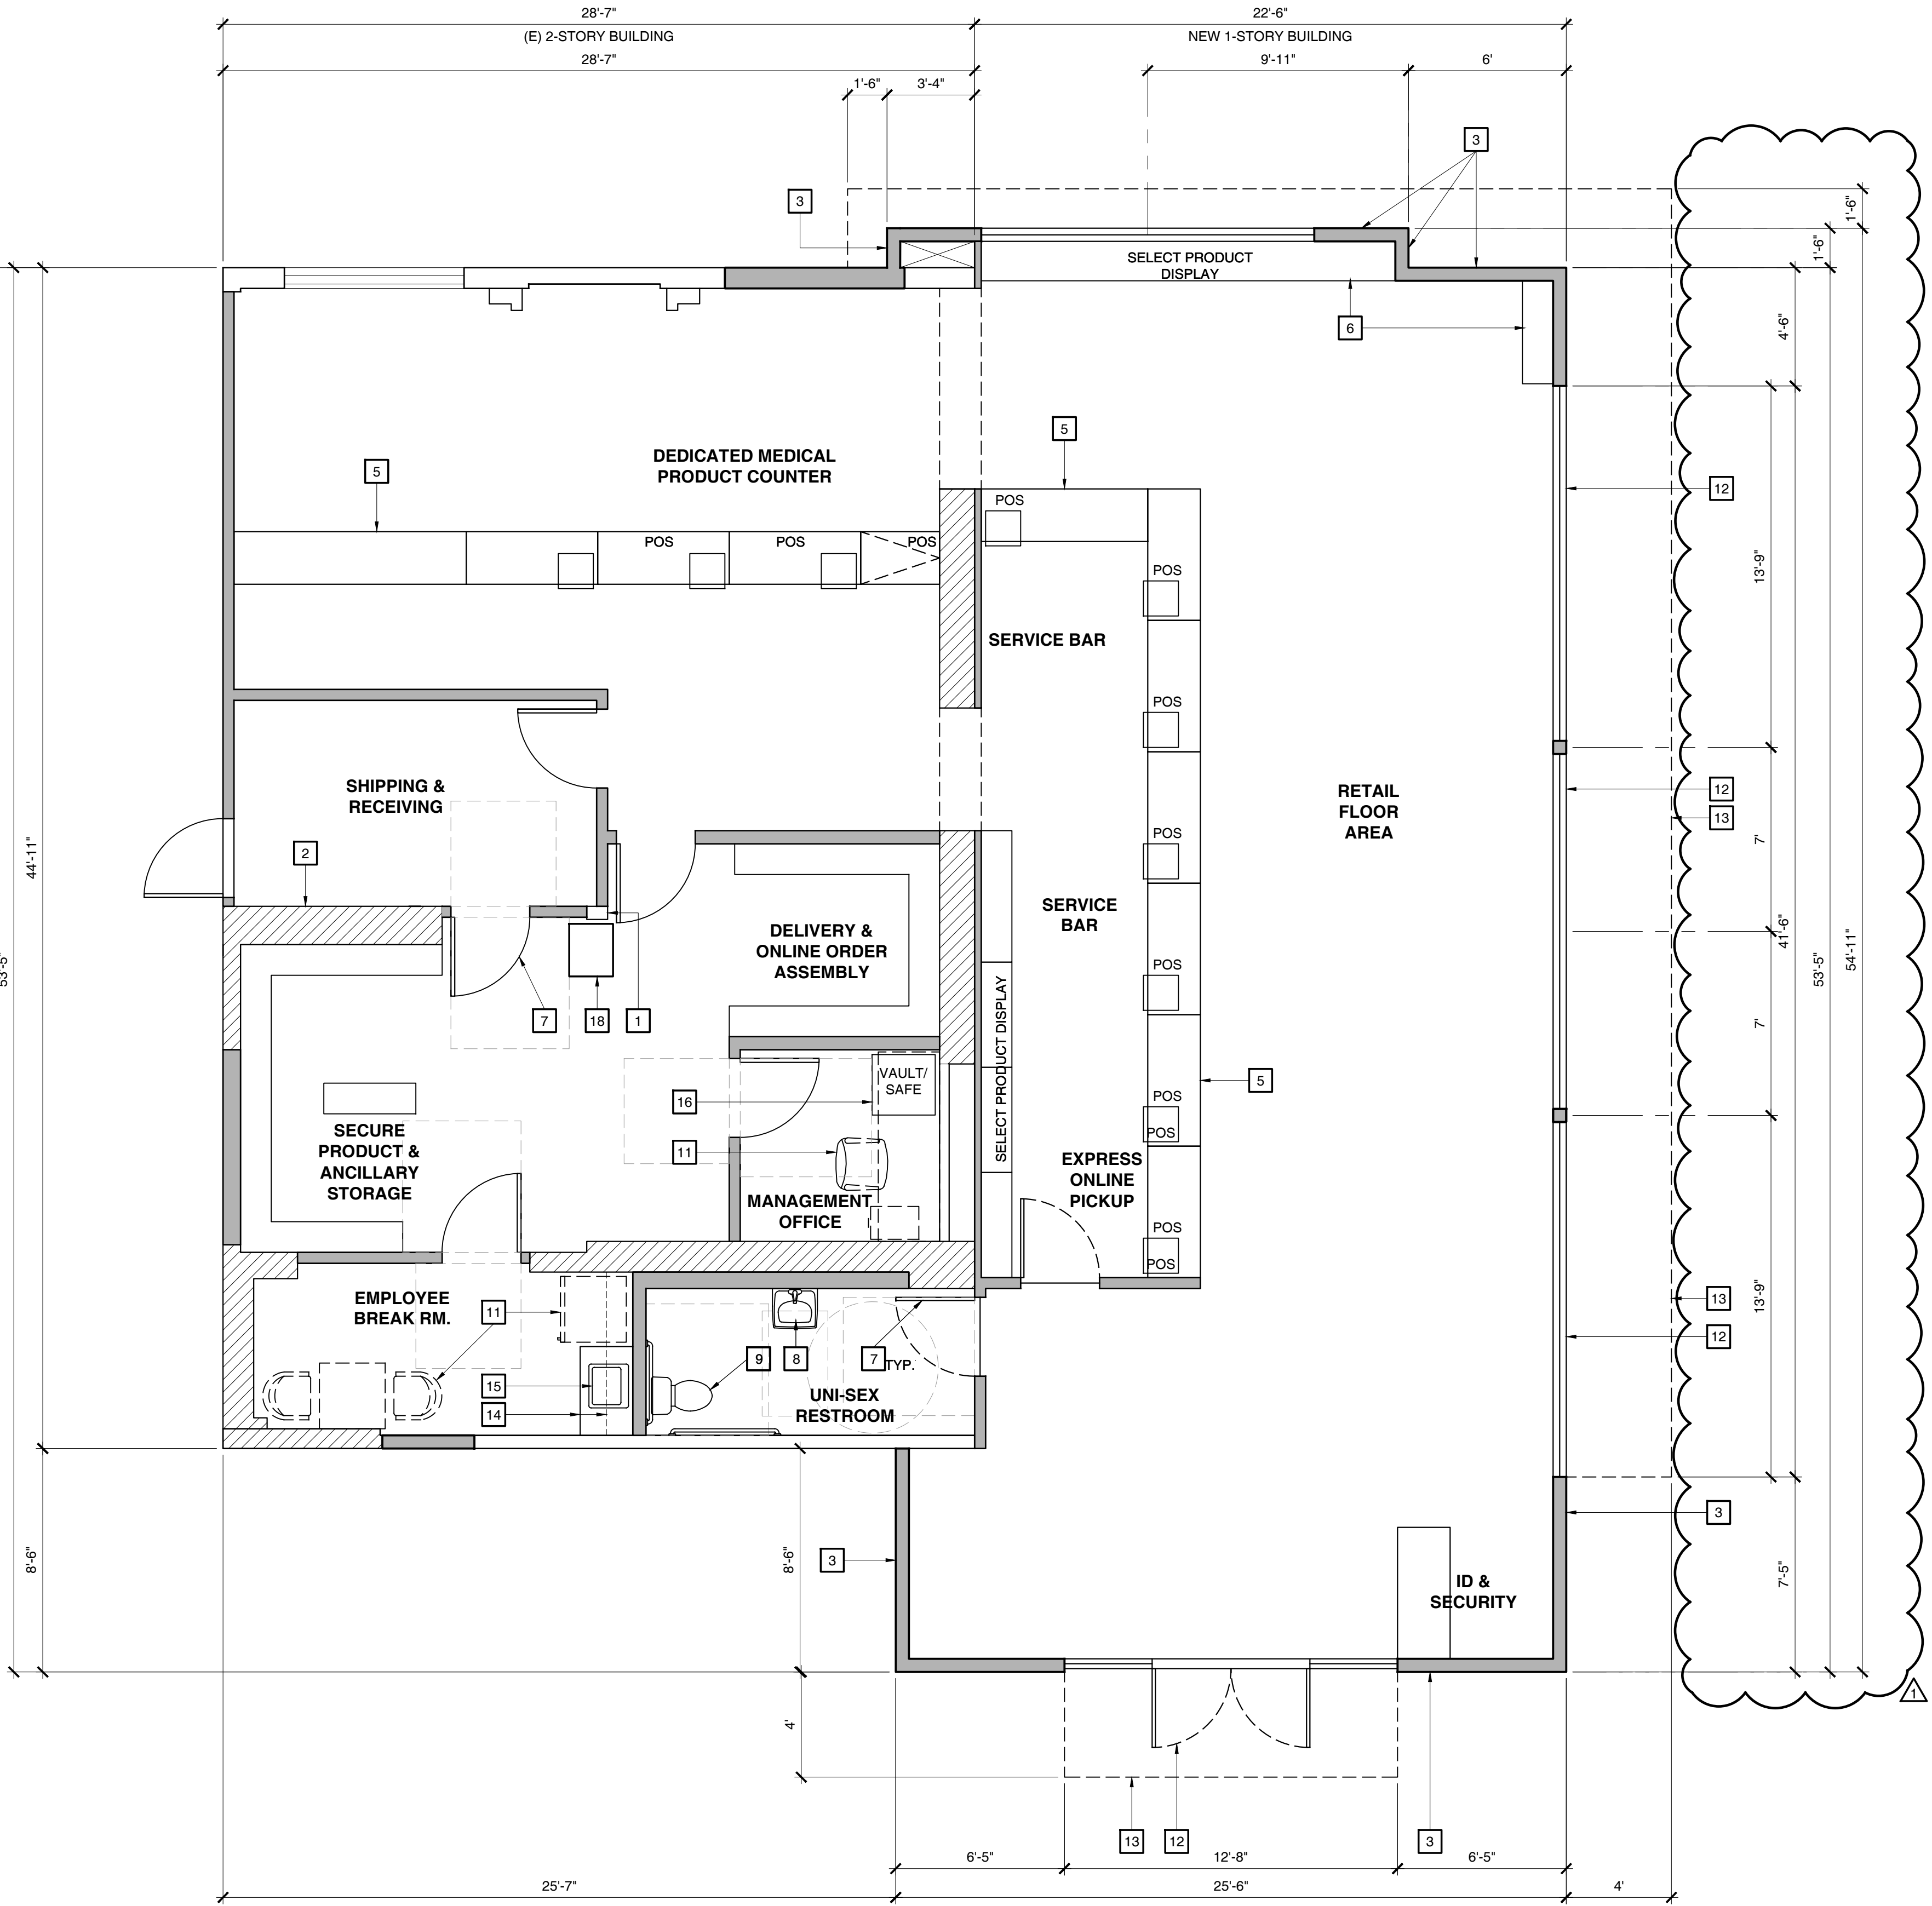 28'-7"
22'-6"
(E) 2-STORY BUILDING
NEW 1-STORY BUILDING
28'-7"
9'-11"
6'
1'-6"
3'-4"
3
3
1'-6"
1'-6"
SELECT PRODUCT
DISPLAY
6
4'-6"
5
DEDICATED MEDICAL
PRODUCT COUNTER
5
12
POS
POS
POS
POS
13'-9"
POS
SERVICE BAR
POS
SHIPPING &
RECEIVING
RETAIL
FLOOR
AREA
12
13
POS
7'
2
44'-11"
53'-5"
SERVICE
BAR
DELIVERY &
ONLINE ORDER
ASSEMBLY
41'-6"
53'-5"
54'-11"
POS
SELECT PRODUCT DISPLAY
7
18
1
7'
VAULT/
SAFE
5
16
POS
POS
SECURE
PRODUCT &
ANCILLARY
STORAGE
11
EXPRESS
ONLINE
PICKUP
MANAGEMENT
OFFICE
POS
POS
EMPLOYEE
BREAK RM.
11
13
12
13'-9"
9
8
7
TYP.
15
14
UNI-SEX
RESTROOM
3
8'-6"
8'-6"
3
7'-5"
ID &
SECURITY
1
4'
13
12
3
6'-5"
12'-8"
6'-5"
25'-7"
25'-6"
4'